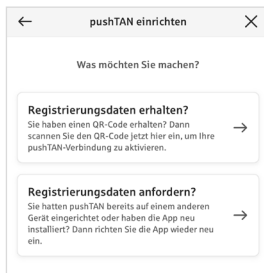 pushTAN einrichten
Was möchten Sie machen?
Registrierungsdaten erhalten?
Sie haben einen QR-Code erhalten? Dann
scannen Sie den QR-Code jetzt hier ein, um Ihre
pushTAN-Verbindung zu aktivieren.
Registrierungsdaten anfordern?
Sie hatten pushTAN bereits auf einem anderen
Gerät eingerichtet oder haben die App neu
installiert? Dann richten Sie die App wieder neu
ein.